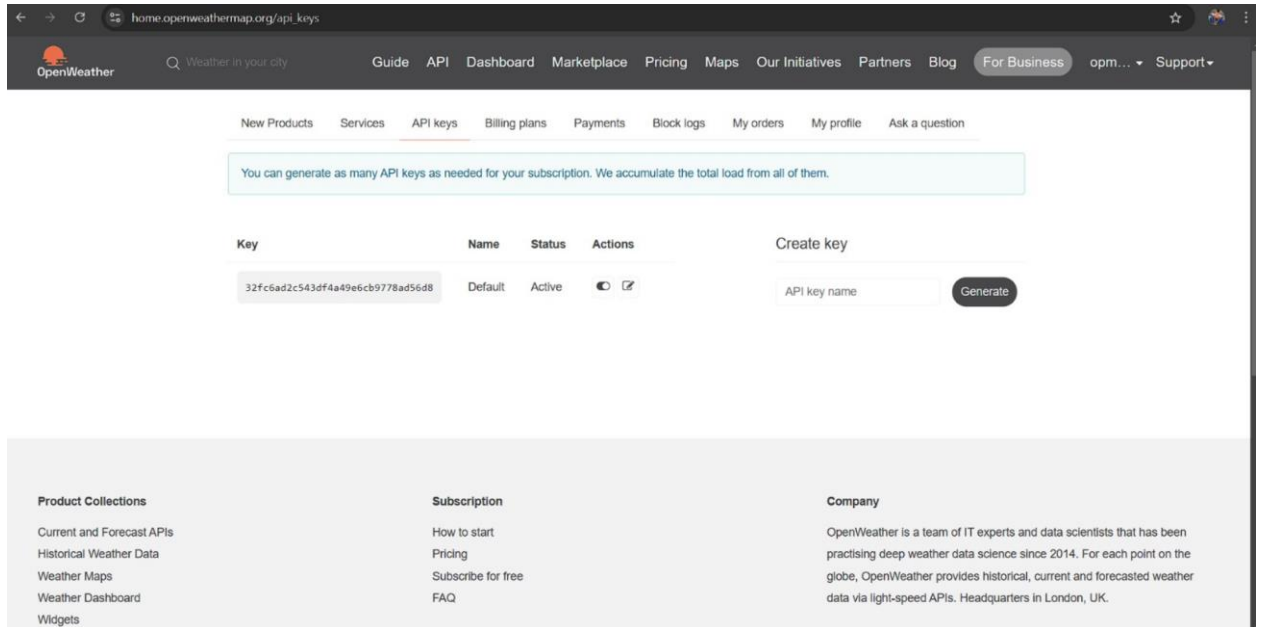 home.openweathermap.org/api_keys
OpenWeather
Weather in your city
Guide API Dashboard Marketplace Pricing Maps Our Initiatives Partners Blog For Business opm... Support
New Products Services API keys Billing plans Payments Block logs My orders My profile Ask a question
You can generate as many API keys as needed for your subscription. We accumulate the total load from all of them.
Key Name Status Actions
32fc6ad2c543df4a49e6cb9778ad56d8 Default Active
Create key
API key name Generate
Product Collections
Current and Forecast APIs
Historical Weather Data
Weather Maps
Weather Dashboard
Widgets
Subscription
How to start
Pricing
Subscribe for free
FAQ
Company
OpenWeather is a team of IT experts and data scientists that has been
practising deep weather data science since 2014. For each point on the
globe, OpenWeather provides historical, current and forecasted weather
data via light-speed APIs. Headquarters in London, UK.